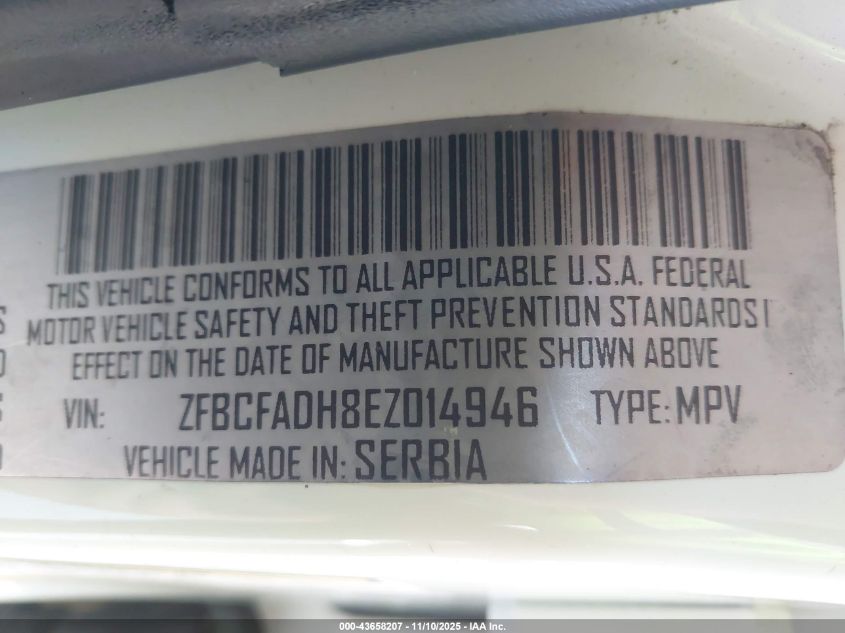 THIS VEHICLE CONFORMS TO ALL APPLICABLE U.S.A. FEDERAL
MOTOR VEHICLE SAFETY AND THEFT PREVENTION STANDARDS I
EFFECT ON THE DATE OF MANUFACTURE SHOWN ABOVE
VIN: ZFBCFADH8EZ014946 TYPE: MPV
VEHICLE MADE IN: SERBIA
000-43658207 - 11/10/2025 - IAA Inc.